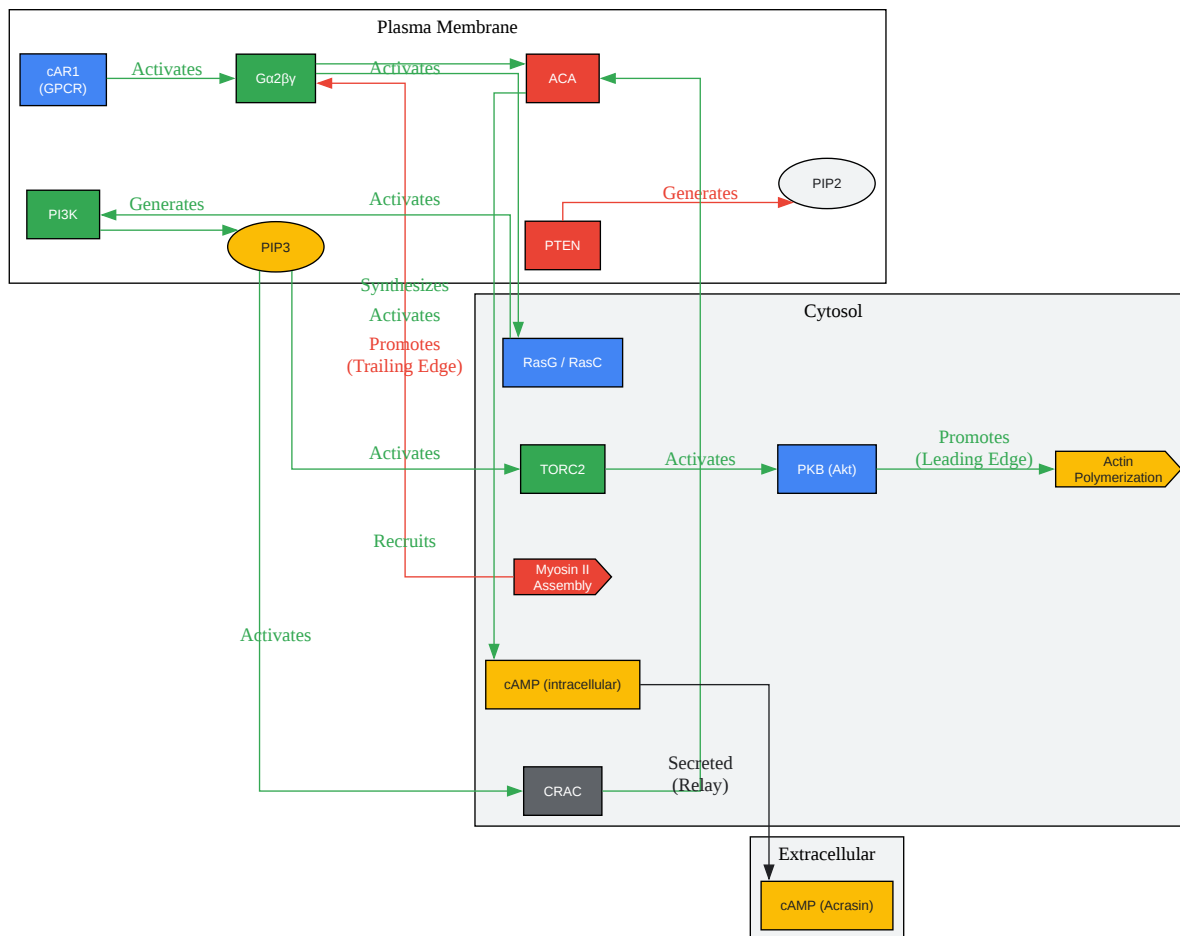 Plasma Membrane
cAR1
(GPCR)
Activates
Gα2βγ
Activates
ACA
PI3K
Generates
PIP3
Activates
Generates
PTEN
PIP2
Synthesizes
Activates
Promotes
(Trailing Edge)
Cytosol
RasG / RasC
Activates
TORC2
Activates
PKB (Akt)
Promotes
(Leading Edge)
Actin
Polymerization
Recruits
Myosin II
Assembly
Activates
cAMP (intracellular)
CRAC
Secreted
(Relay)
Extracellular
cAMP (Acrasin)